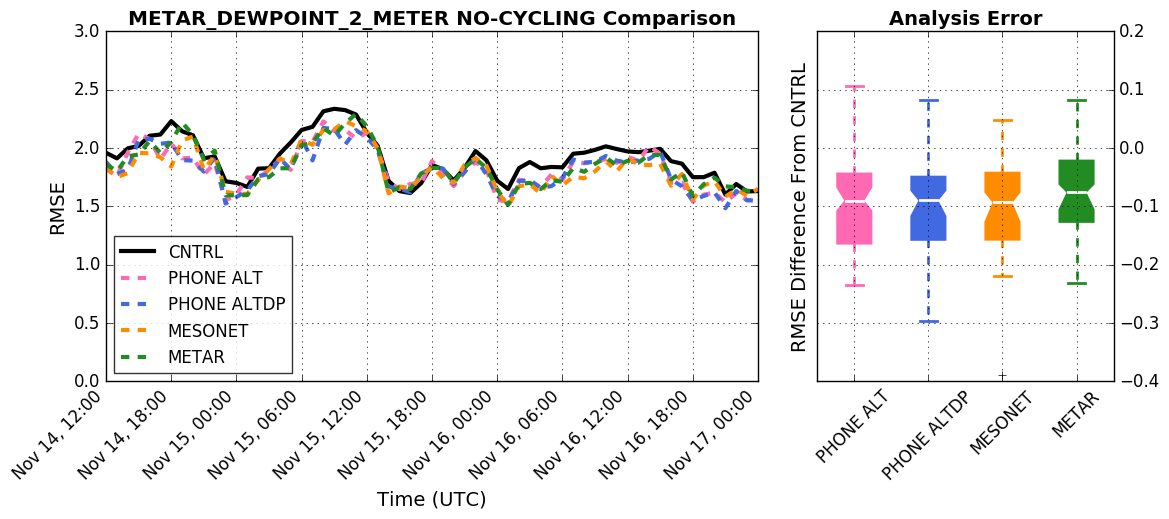 METAR_DEWPOINT_2_METER NO-CYCLING Comparison
3.0
2.5
2.0
1.5
1.0
0.5
0.0
RMSE
CNTRL
PHONE ALT
PHONE ALTDP
MESONET
METAR
Nov 14, 12:00
Nov 14, 18:00
Nov 15, 00:00
Nov 15, 06:00
Nov 15, 12:00
Nov 15, 18:00
Nov 16, 00:00
Nov 16, 06:00
Nov 16, 12:00
Nov 16, 18:00
Nov 17, 00:00
Time (UTC)
Analysis Error
RMSE Difference From CNTRL
0.2
0.1
0.0
−0.1
−0.2
−0.3
−0.4
PHONE ALT
PHONE ALTDP
MESONET
METAR